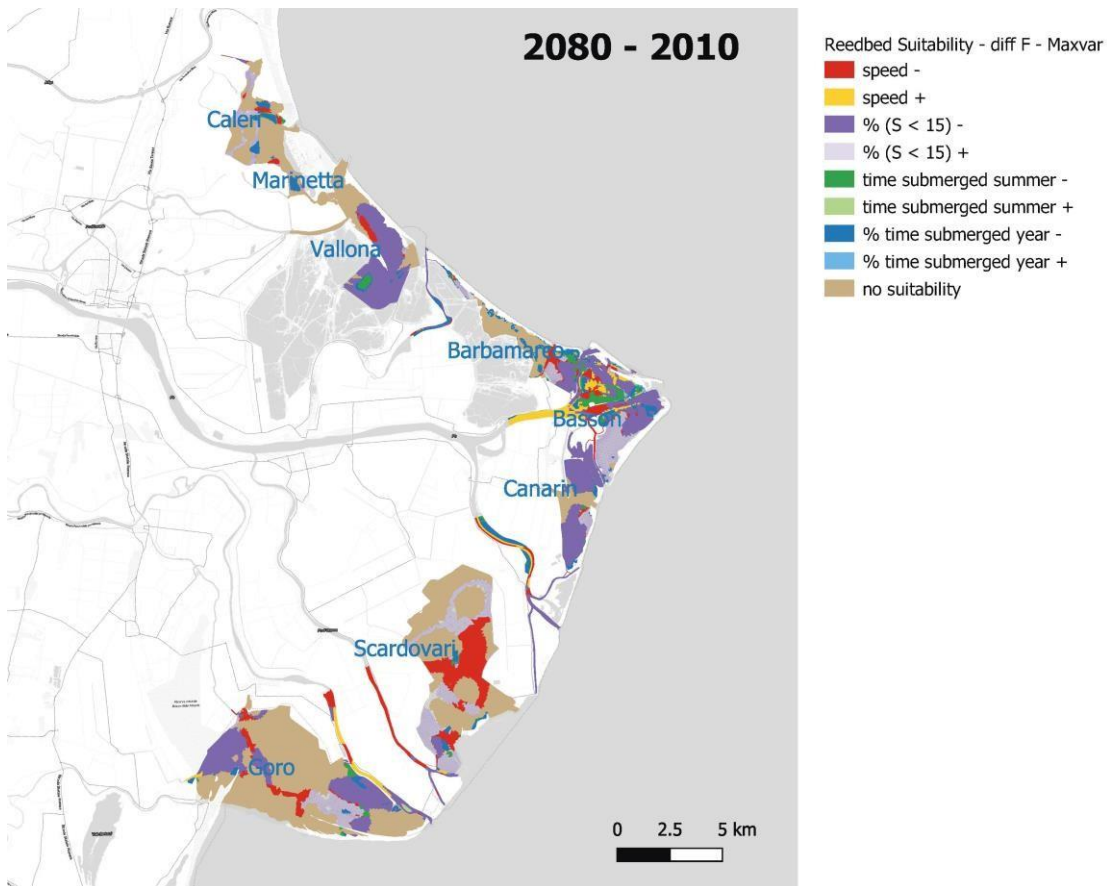 2080 - 2010
Reedbed Suitability - diff F - Maxvar
speed -
speed +
% (S < 15) -
% (S < 15) +
time submerged summer -
time submerged summer +
% time submerged year -
% time submerged year +
no suitability
Caleri
Marinetta
Vallona
Barbamarco
Basson
Canarin
Scardovari
Goro
0 2.5 5 km